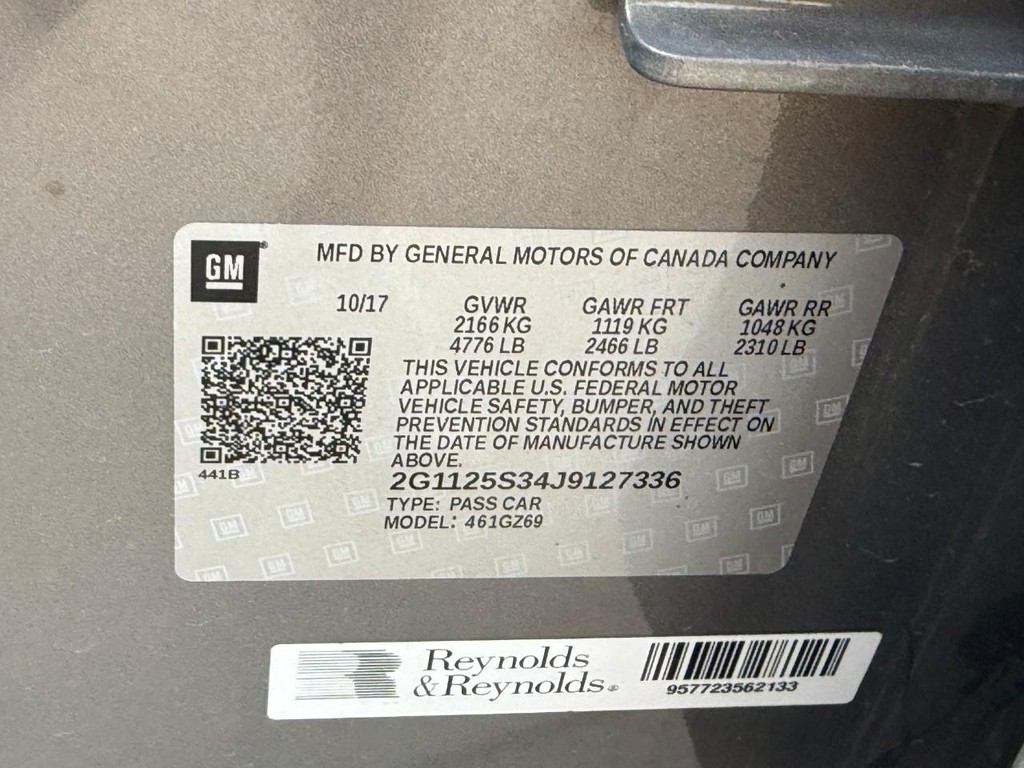 GM
MFD BY GENERAL MOTORS OF CANADA COMPANY
10/17 GVWR GAWR FRT GAWR RR
2166 KG 1119 KG 1048 KG
4776 LB 2466 LB 2310 LB
THIS VEHICLE CONFORMS TO ALL
APPLICABLE U.S. FEDERAL MOTOR
VEHICLE SAFETY, BUMPER, AND THEFT
PREVENTION STANDARDS IN EFFECT ON
THE DATE OF MANUFACTURE SHOWN
ABOVE.
441B
2G1125S34J9127336
TYPE: PASS CAR
MODEL: 461GZ69
Reynolds
&Reynolds®
957723562133